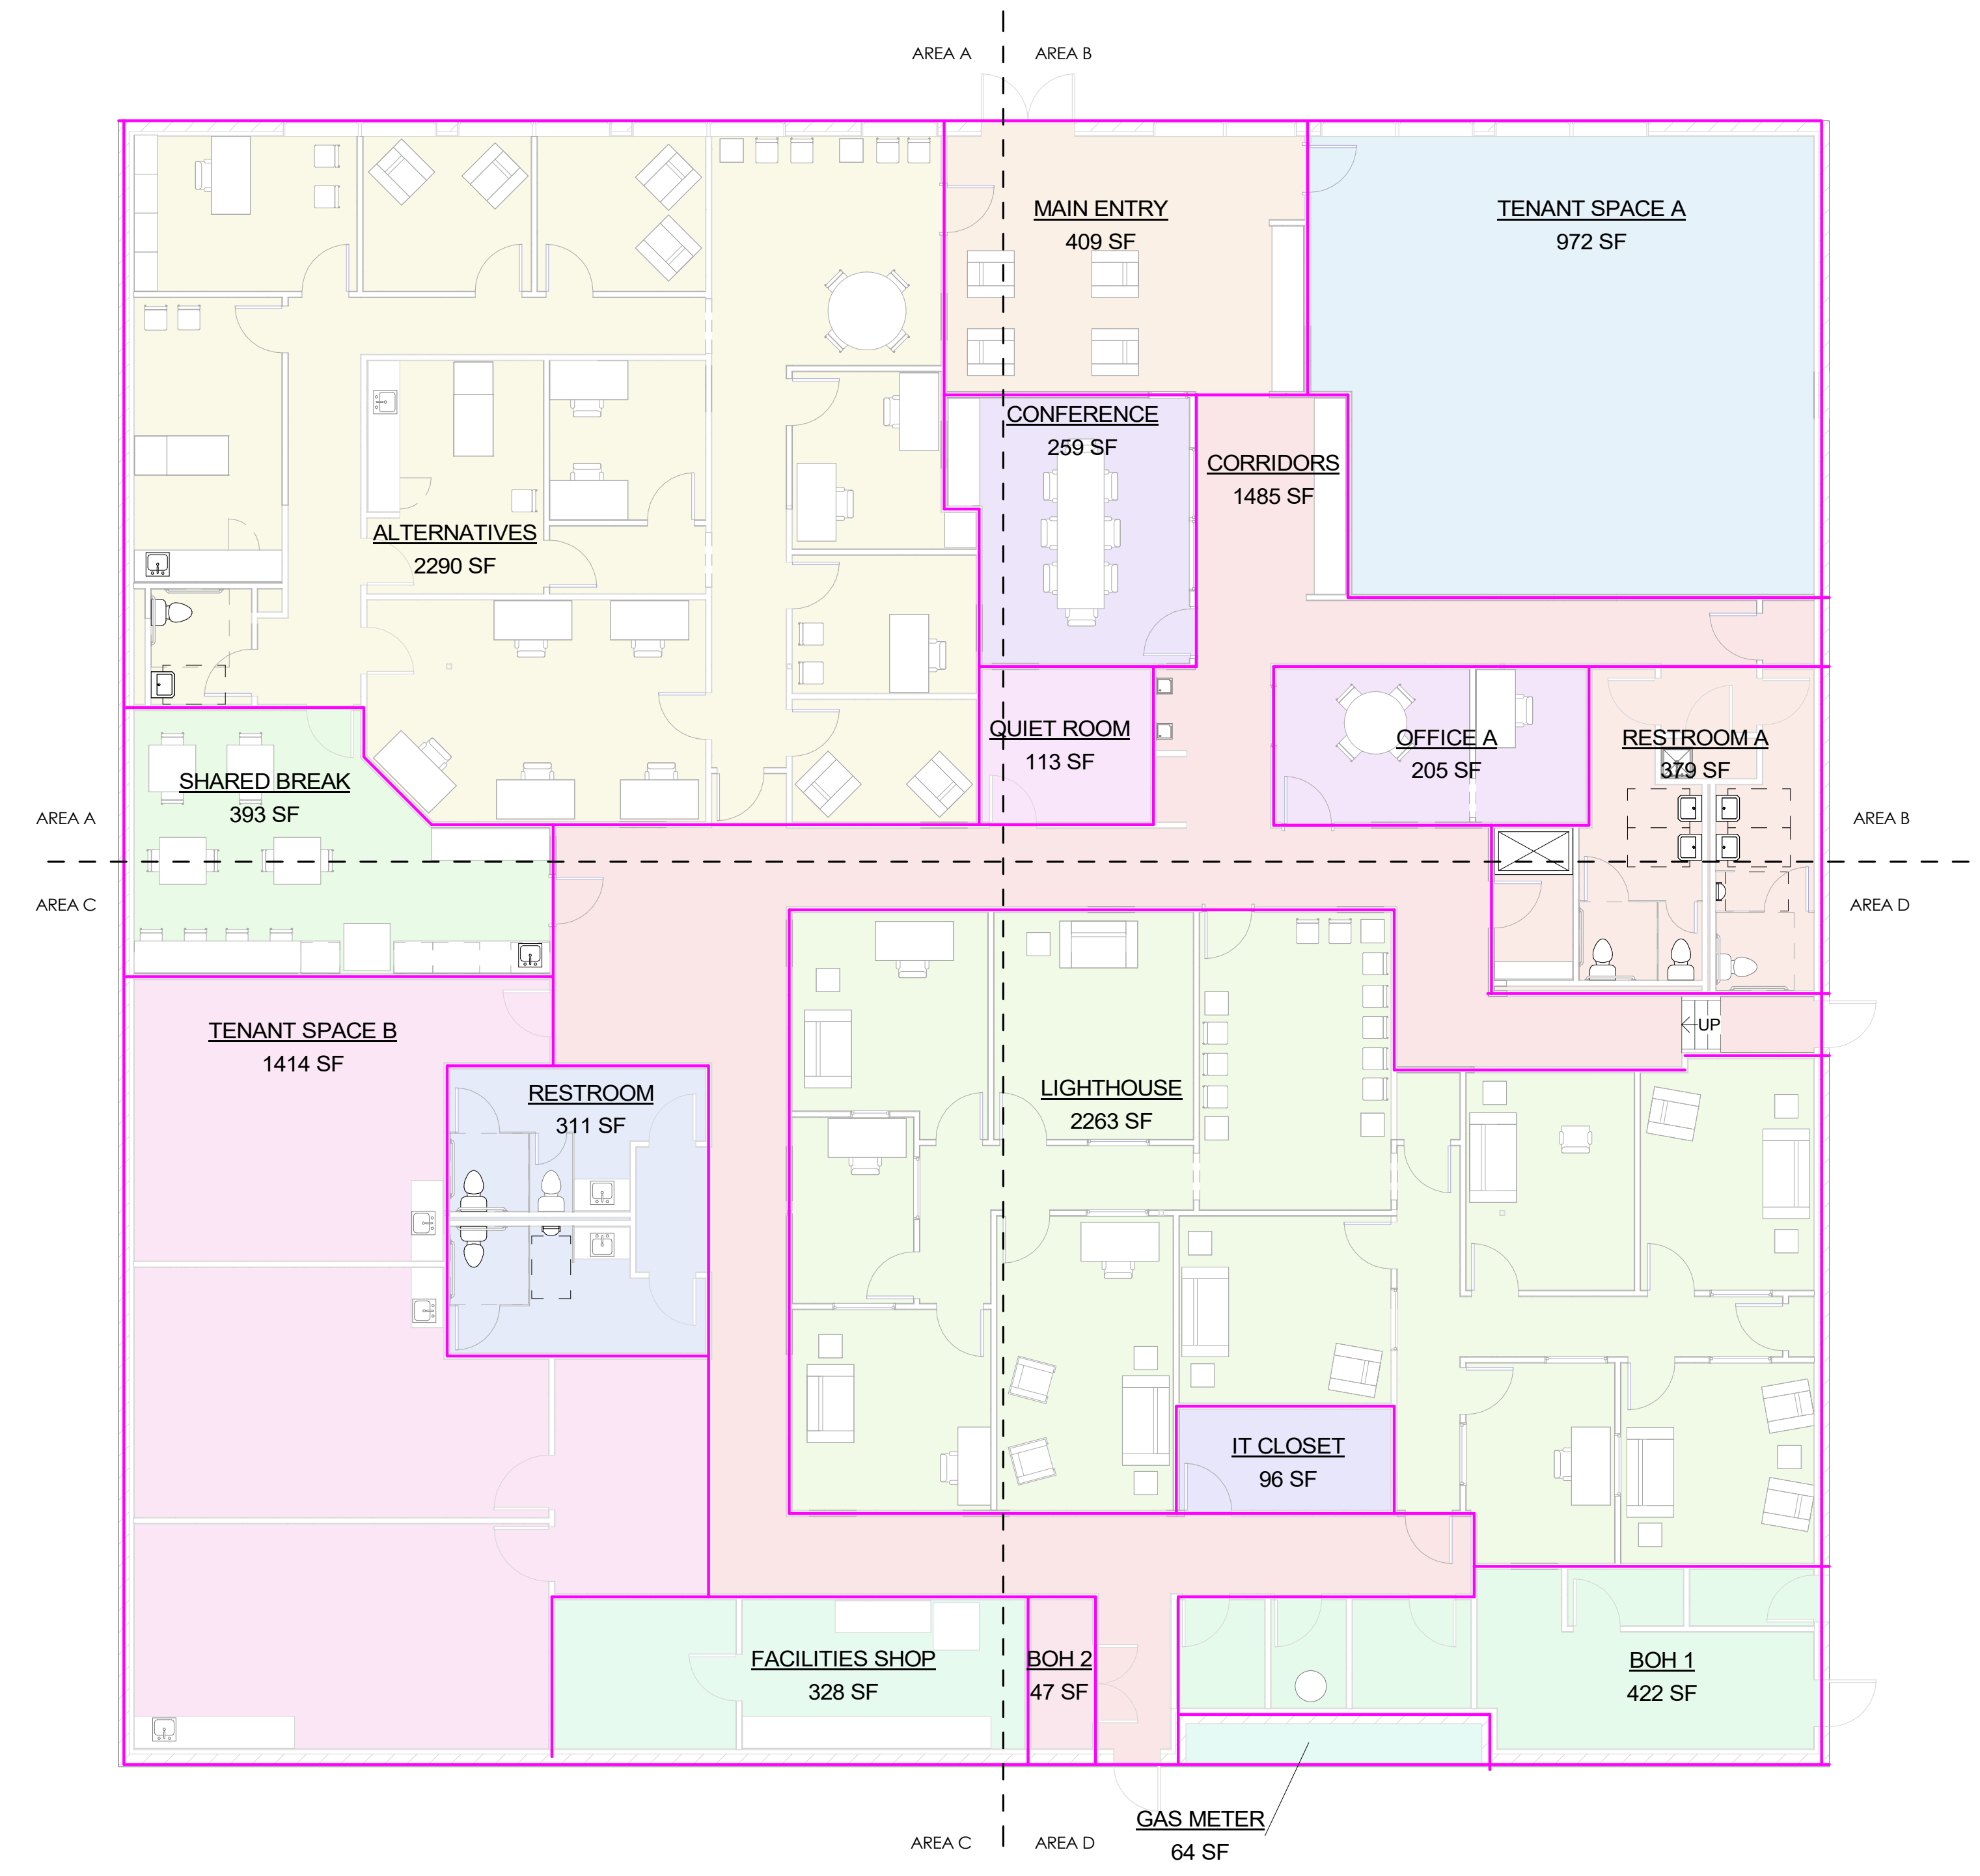 AREA A
AREA B
MAIN ENTRY
409 SF
TENANT SPACE A
972 SF
CONFERENCE
259 SF
CORRIDORS
1485 SF
ALTERNATIVES
2290 SF
QUIET ROOM
113 SF
OFFICE A
205 SF
RESTROOM A
379 SF
SHARED BREAK
393 SF
AREA A
AREA B
AREA C
AREA D
TENANT SPACE B
1414 SF
UP
RESTROOM
311 SF
LIGHTHOUSE
2263 SF
IT CLOSET
96 SF
FACILITIES SHOP
328 SF
BOH 2
47 SF
BOH 1
422 SF
GAS METER
64 SF
AREA C
AREA D